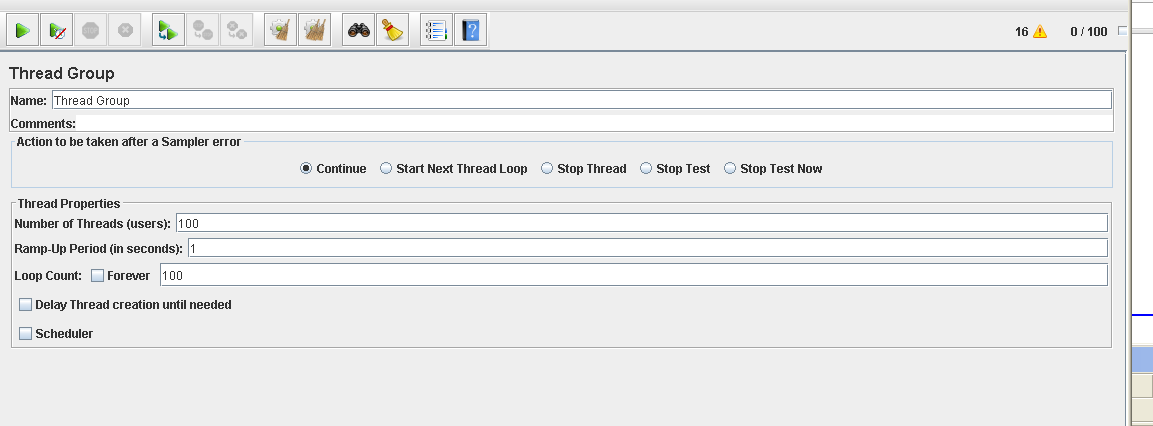 16 0 / 100
Thread Group
Name: Thread Group
Comments:
Action to be taken after a Sampler error
Continue Start Next Thread Loop Stop Thread Stop Test Stop Test Now
Thread Properties
Number of Threads (users): 100
Ramp-Up Period (in seconds): 1
Loop Count: Forever 100
Delay Thread creation until needed
Scheduler